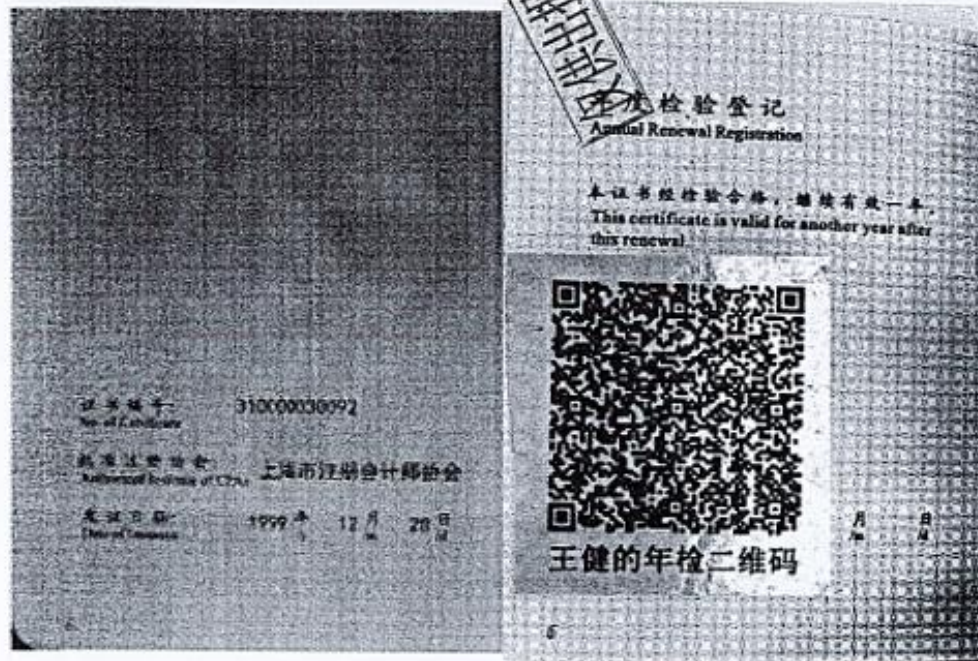 证书编号:
No. of Certificate
310000030092
批准注册协会:
Authorized Institute of CPAs
上海市注册会计师协会
发证日期:
Date of Issuance
1999 年 12 月 28 日
/y /m /d
年度检验登记
Annual Renewal Registration
本证书经检验合格，继续有效一年。
This certificate is valid for another year after
this renewal
月 日
/m /d
王健的年检二维码
6